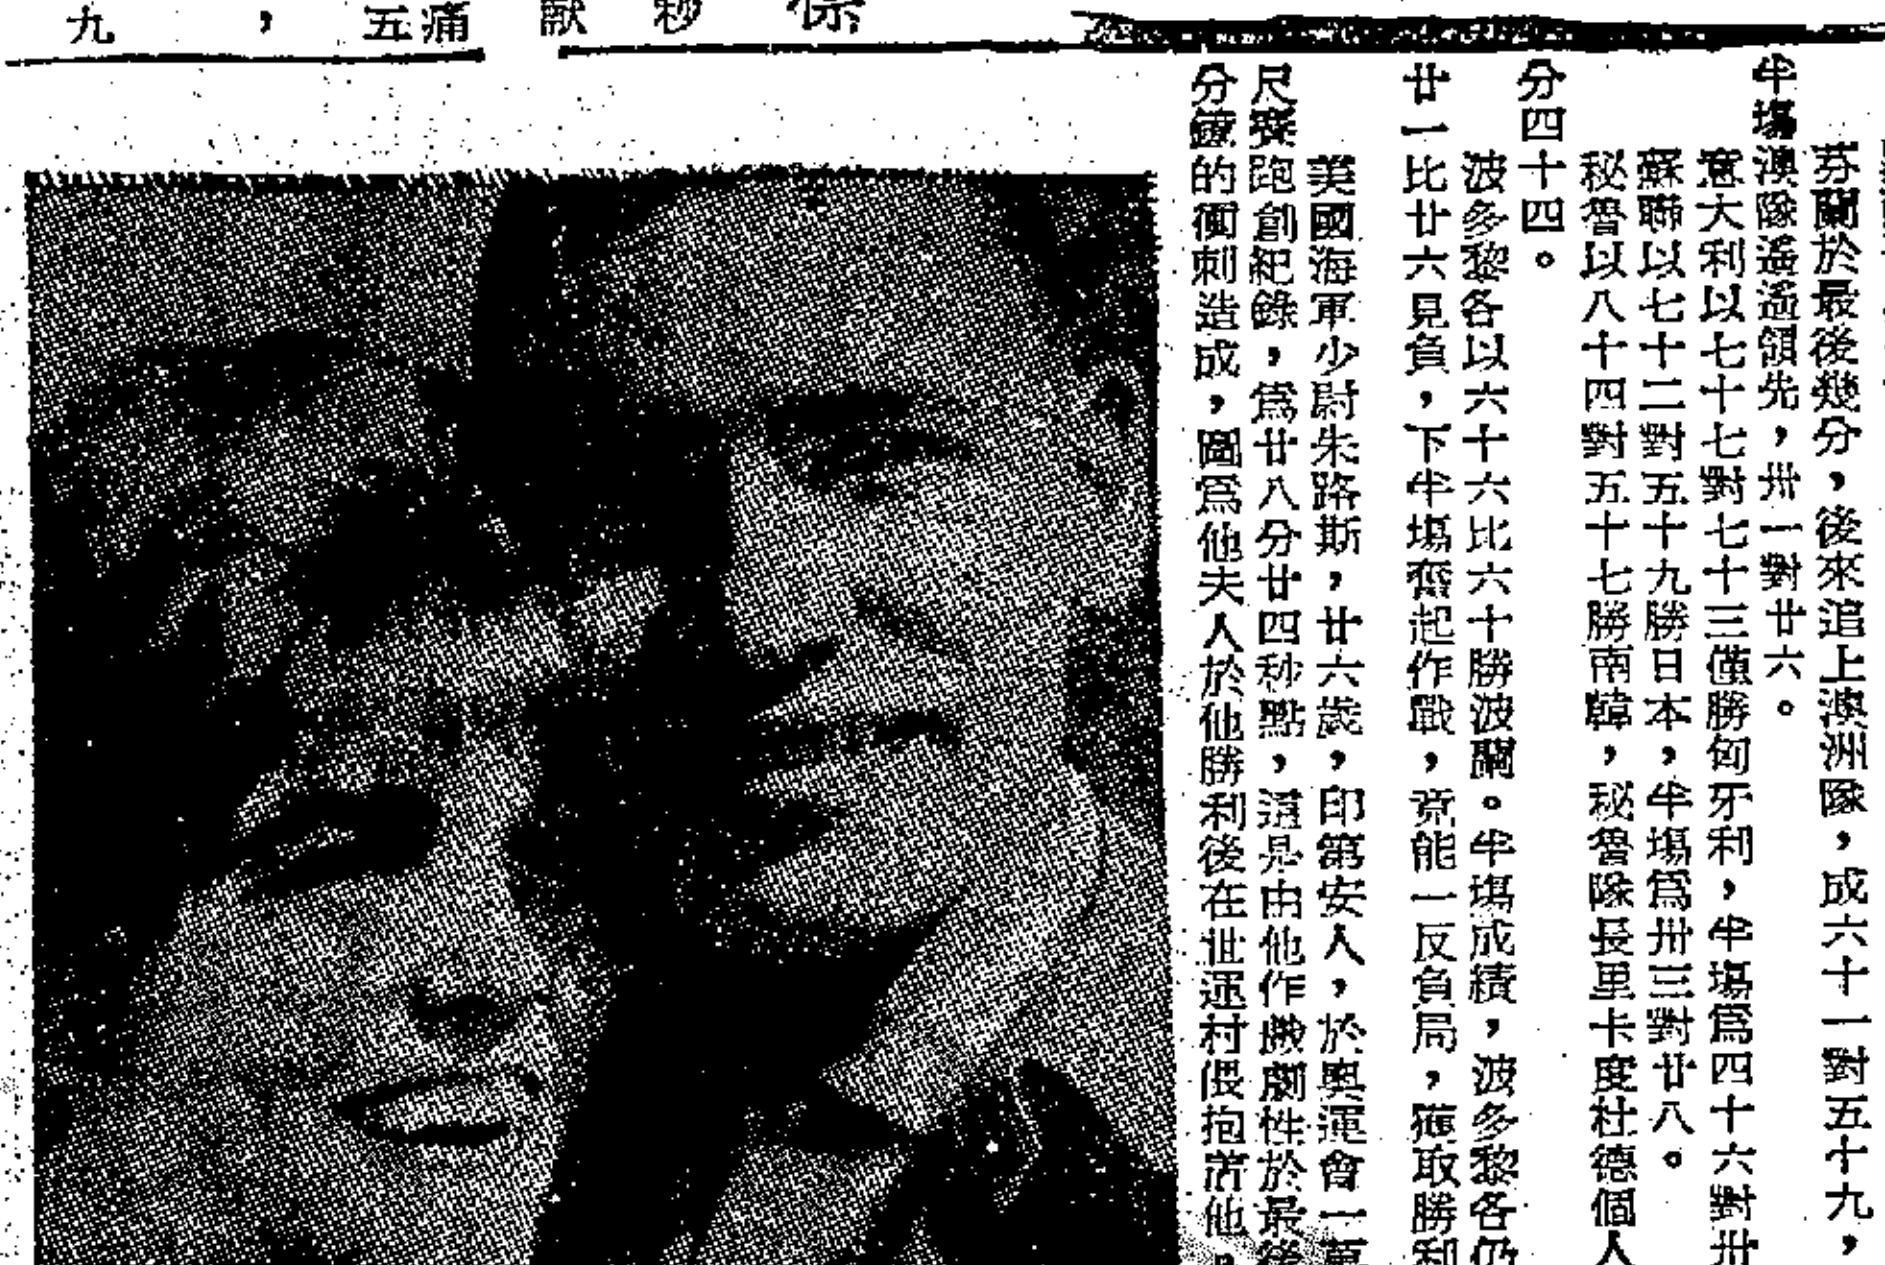 九 ， 五痛 獻 秒 係
芬蘭於最後幾分，後來追上澳洲隊，成六十一對五十九，
半塲澳隊遙遙領先，卅一對廿六。
意大利以七十七對七十三僅勝匈牙利，半塲爲四十六對卅
蘇聯以七十二對五十九勝日本，半塲爲卅三對廿八。
秘魯以八十四對五十七勝南韓，秘魯隊長里卡度杜德個人
分四十四。
波多黎各以六十六比六十勝波蘭。半塲成績，波多黎各仍
廿一比廿六見負，下半塲奮起作戰，竟能一反負局，獲取勝利
美國海軍少尉朱路斯，廿六歲，印第安人，於奧運會一萬
尺賽跑創紀錄，爲廿八分廿四秒點，這是由他作戲劇性於最後
分鐘的衝刺造成，圖爲他夫人於他勝利後在世運村偎抱着他。